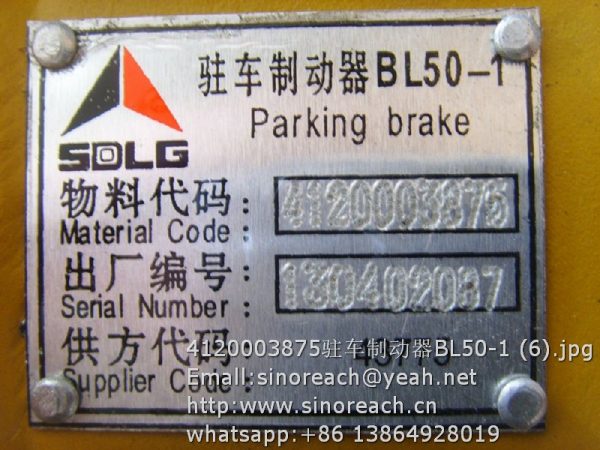 驻车制动器BL50-1
Parking brake
SDLG
物料代码: 4120003875
Material Code:
出厂编号: 130402087
Serial Number:
供方代码:
Supplier Code:
4120003875驻车制动器BL50-1 (6).jpg
Email:sinoreach@yeah.net
http:www.sinoreach.cn
whatsapp:+86 13864928019